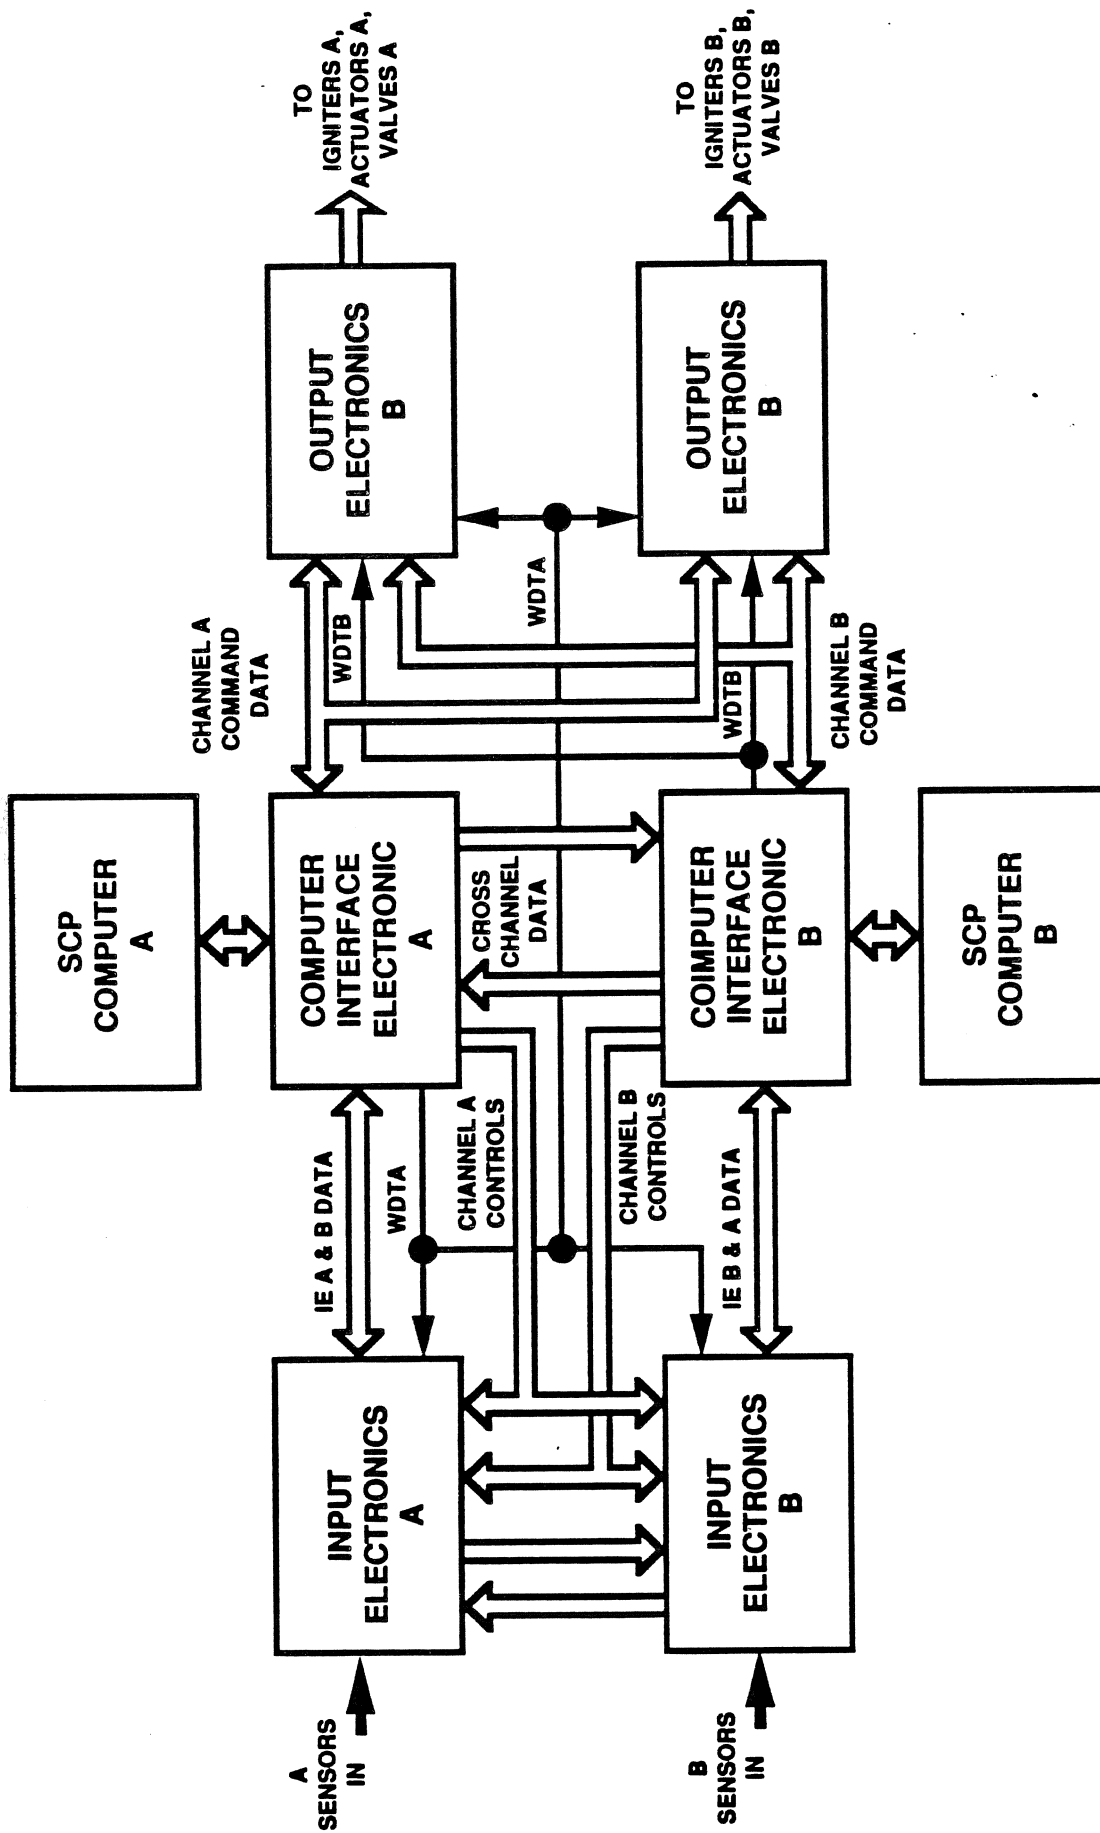 SCP
COMPUTER
A
A
SENSORS
IN
INPUT
ELECTRONICS
A
IE A & B DATA
WDTA
CHANNEL A
CONTROLS
COMPUTER
INTERFACE
ELECTRONIC
A
CROSS
CHANNEL
DATA
CHANNEL A
COMMAND
DATA
WDTB
WDTA
OUTPUT
ELECTRONICS
B
TO
IGNITERS A,
ACTUATORS A,
VALVES A
B
SENSORS
IN
INPUT
ELECTRONICS
B
CHANNEL B
CONTROLS
IE B & A DATA
COIMPUTER
INTERFACE
ELECTRONIC
B
WDTB
CHANNEL B
COMMAND
DATA
OUTPUT
ELECTRONICS
B
TO
IGNITERS B,
ACTUATORS B,
VALVES B
SCP
COMPUTER
B